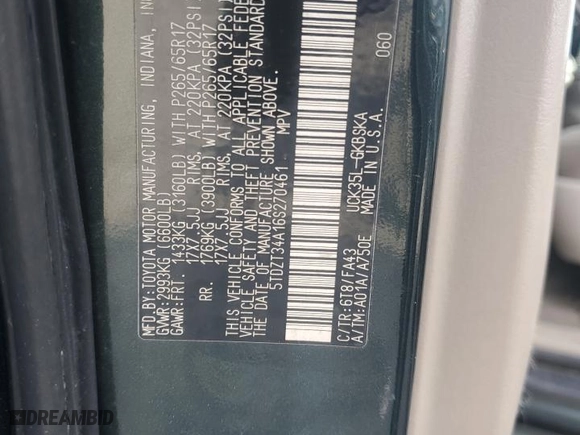 MFD.BY:TOYOTA MOTOR MANUFACTURING, INDIANA, IN
GVWR:2993KG (6600LB)
GAWR:FRT. 1433KG (3160LB) WITH P265/65R17
17X7.5JJ RIMS, AT 220KPA (32PSI
RR. 1769KG (3900LB) WITH P265/65R17
17X7.5JJ RIMS, AT 220KPA (32PSI
THIS VEHICLE CONFORMS TO ALL APPLICABLE FEDE
SAFETY AND THEFT PREVENTION STANDARD
DATE OF MANUFACTURE SHOWN ABOVE.
5TDZT34A16S270461 MPV
060
C/TR:6T8/FA43 UCK35L-GKBSKA
A/TM:A01A/A750E MADE IN U.S.A.
DREAMBID